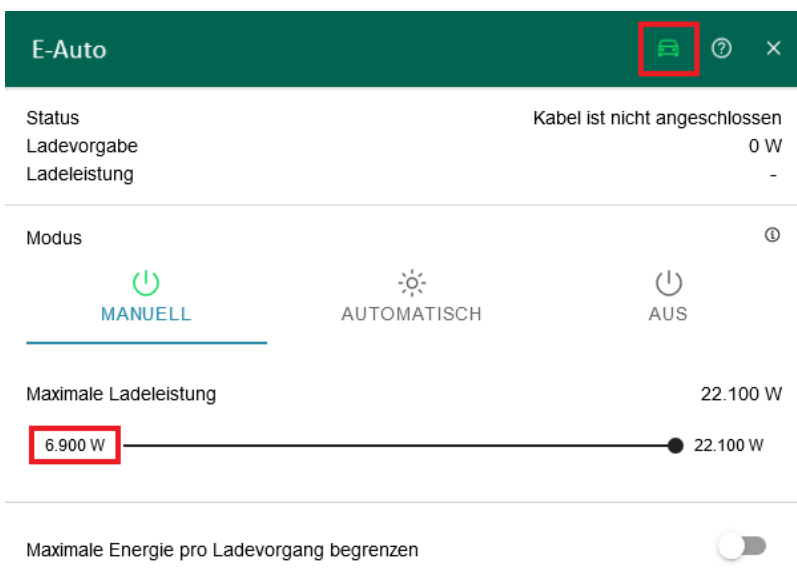 E-Auto
Status Kabel ist nicht angeschlossen
Ladevorgabe 0 W
Ladeleistung -
Modus
MANUELL AUTOMATISCH AUS
Maximale Ladeleistung 22.100 W
6.900 W 22.100 W
Maximale Energie pro Ladevorgang begrenzen